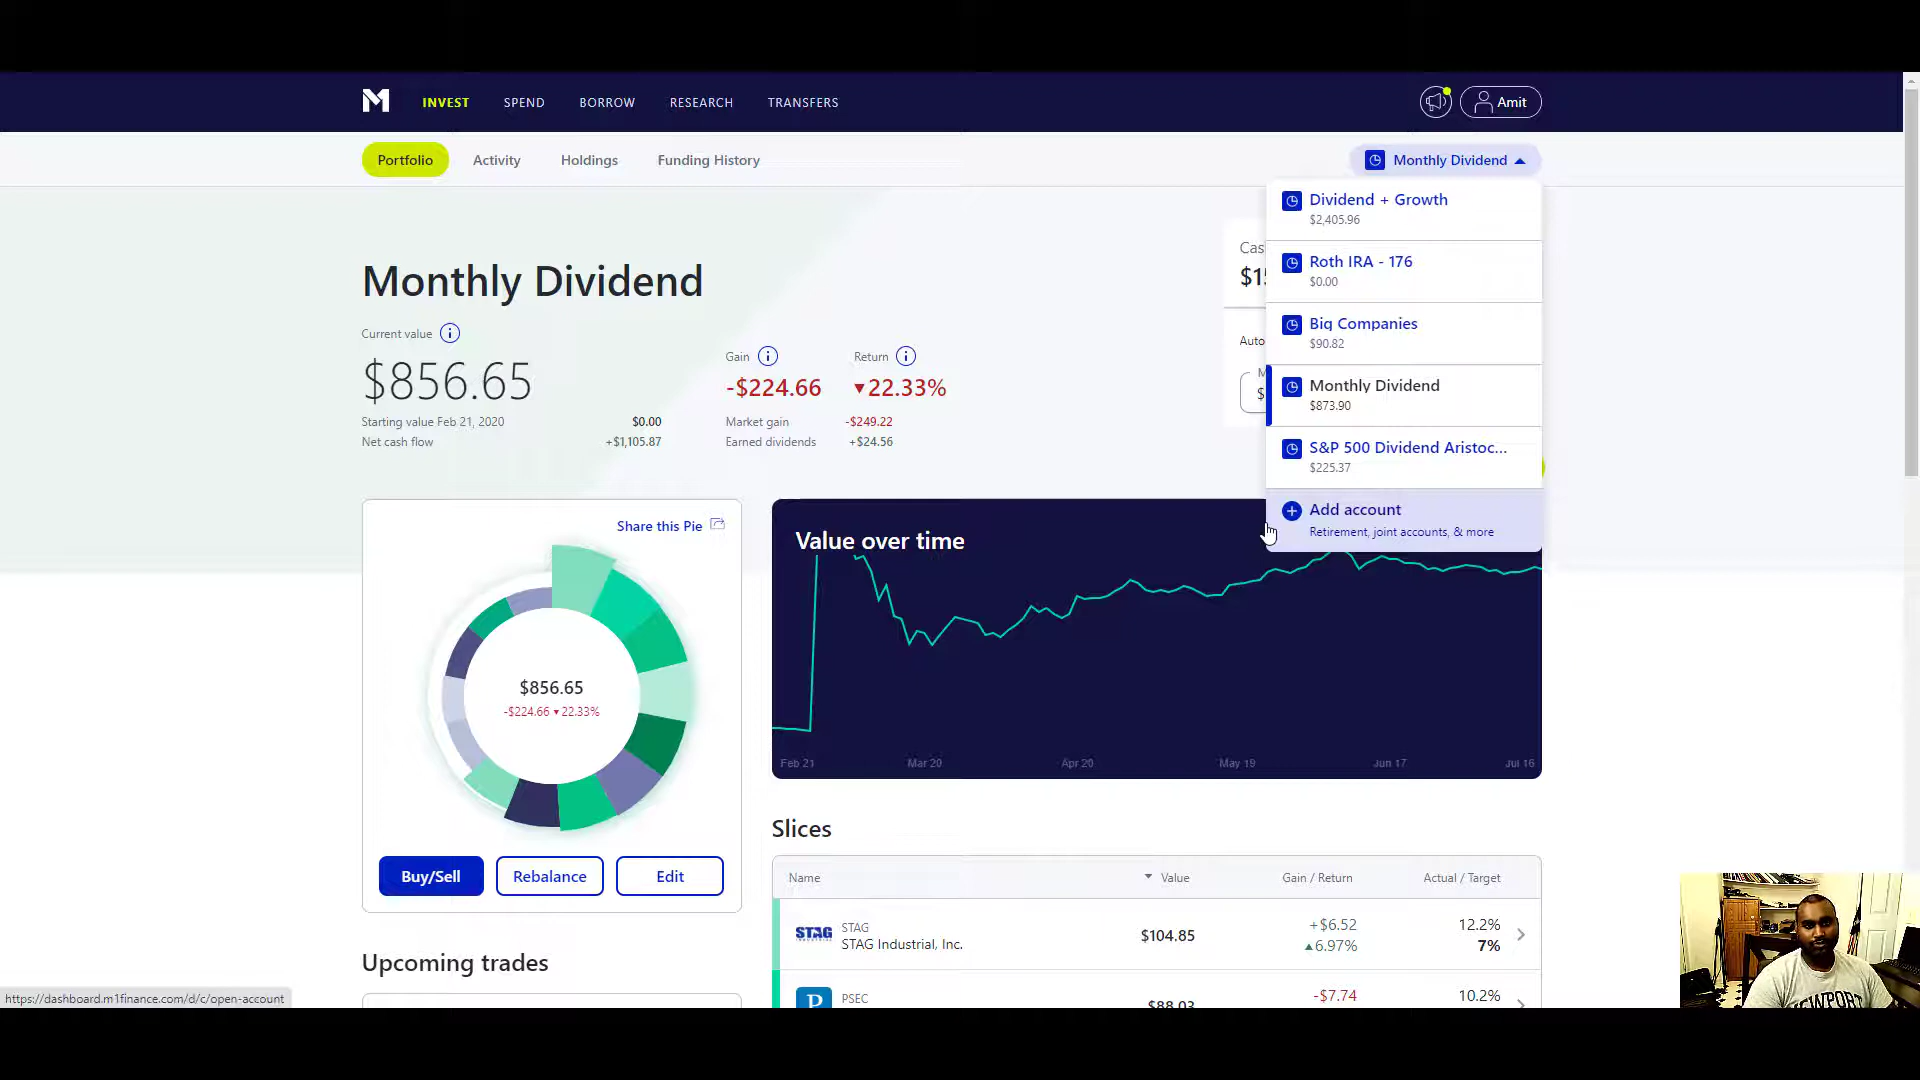 INVEST SPEND BORROW RESEARCH TRANSFERS Amit
Portfolio Activity Holdings Funding History Monthly Dividend
Dividend + Growth
$2,405.96
Roth IRA - 176
$0.00
Big Companies
$90.82
Monthly Dividend
$873.90
S&P 500 Dividend Aristoc...
$225.37
Add account
Retirement, joint accounts, & more
Monthly Dividend
Current value
$856.65
Starting value Feb 21, 2020 $0.00
Net cash flow +$1,105.87
Gain Return
-$224.66 ▼22.33%
Market gain -$249.22
Earned dividends +$24.56
Share this Pie
$856.65
-$224.66 ▼ 22.33%
Buy/Sell Rebalance Edit
Upcoming trades
Value over time
Feb 21 Mar 20 Apr 20 May 19 Jun 17 Jul 16
Slices
Name Value Gain / Return Actual / Target
STAG
STAG
STAG Industrial, Inc.
$104.85
+$6.52
▲6.97%
12.2%
7%
P
PSEC
$88.03
-$7.74
10.2%
https://dashboard.m1finance.com/d/c/open-account
NEWPORT